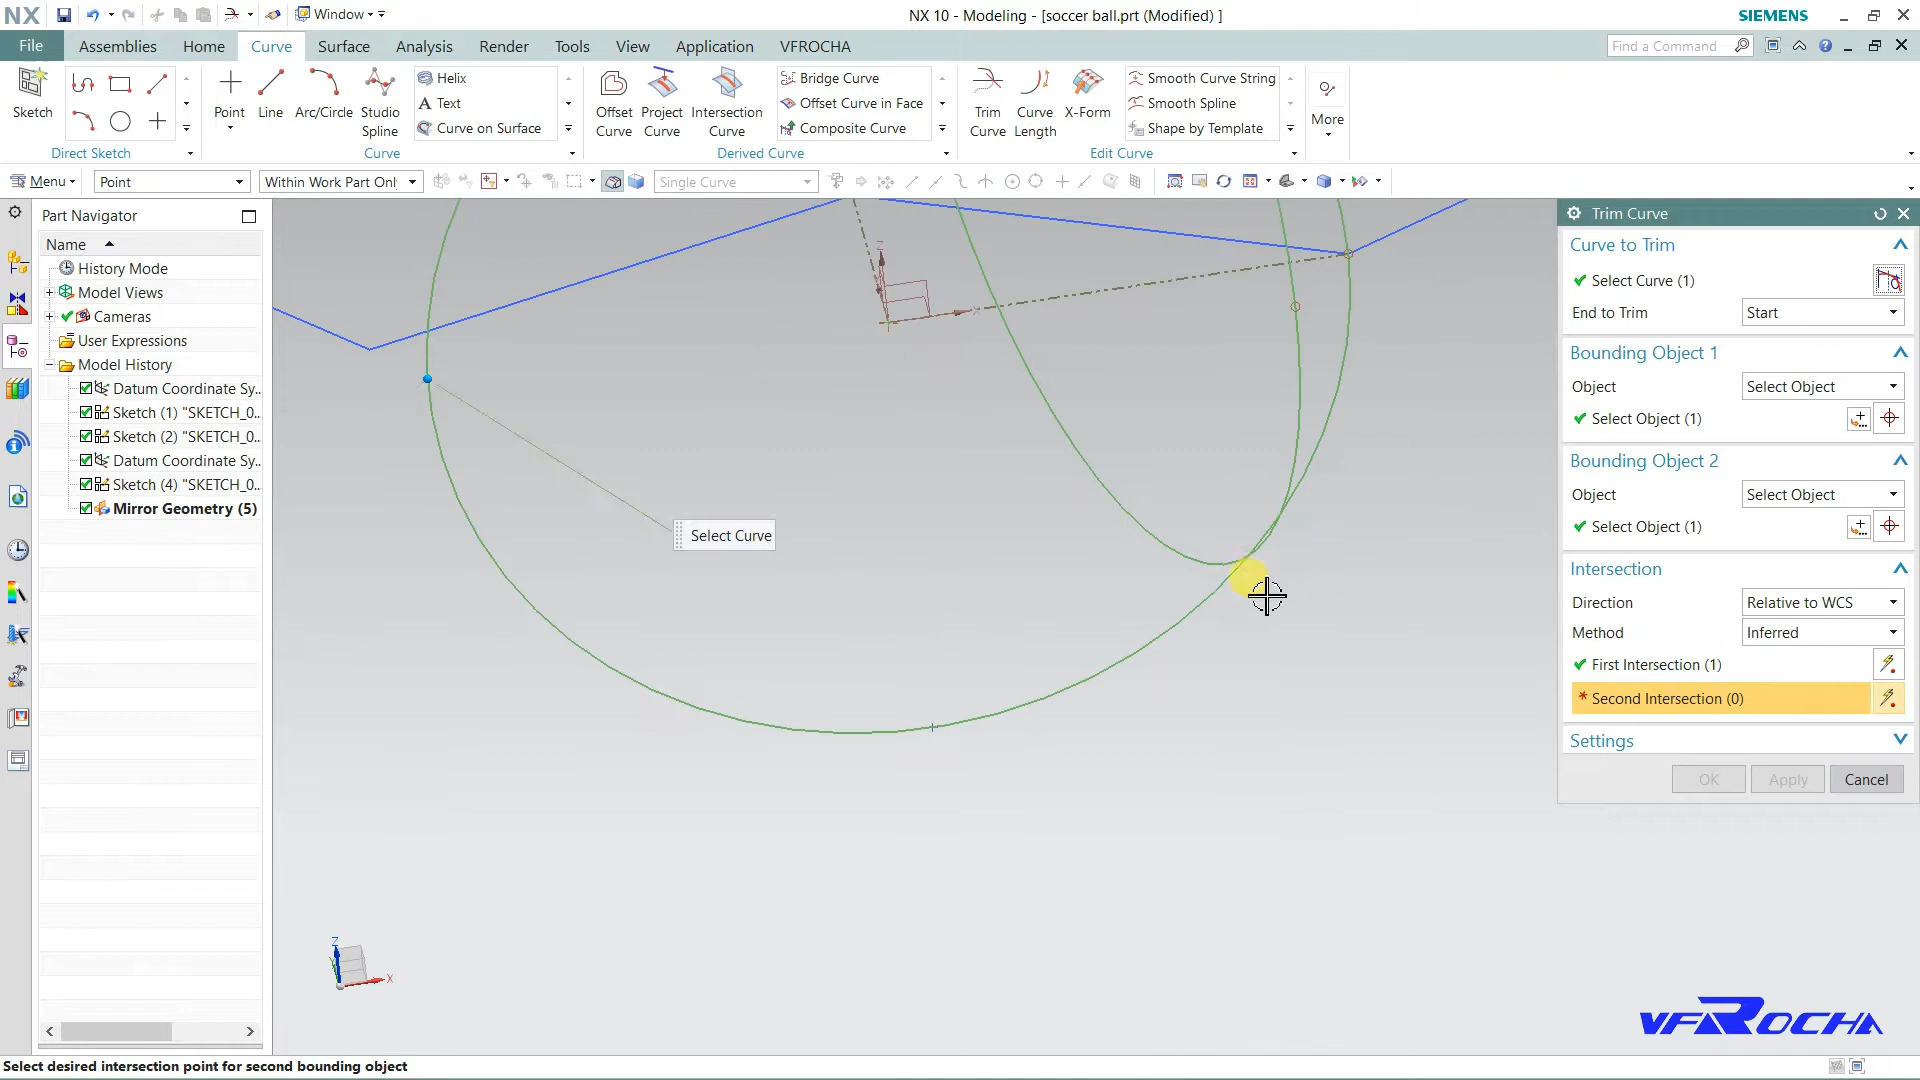 NX
Window
NX 10 - Modeling - [soccer ball.prt (Modified) ]
SIEMENS
File
Assemblies
Home
Curve
Surface
Analysis
Render
Tools
View
Application
VFROCHA
Find a Command
Sketch
Direct Sketch
Point
Line
Arc/Circle
Studio
Spline
Helix
Text
Curve on Surface
Curve
Offset
Curve
Project
Curve
Intersection
Curve
Bridge Curve
Offset Curve in Face
Composite Curve
Derived Curve
Trim
Curve
Curve
Length
X-Form
Smooth Curve String
Smooth Spline
Shape by Template
Edit Curve
More
Menu
Point
Within Work Part Onl
Single Curve
Part Navigator
Name
History Mode
Model Views
Cameras
User Expressions
Model History
Datum Coordinate Sy..
Sketch (1) "SKETCH_0..
Sketch (2) "SKETCH_0..
Datum Coordinate Sy..
Sketch (4) "SKETCH_0..
Mirror Geometry (5)
Z
X
Select Curve
Z
Y
X
Trim Curve
Curve to Trim
Select Curve (1)
End to Trim
Start
Bounding Object 1
Object
Select Object
Select Object (1)
Bounding Object 2
Object
Select Object
Select Object (1)
Intersection
Direction
Relative to WCS
Method
Inferred
First Intersection (1)
* Second Intersection (0)
Settings
OK
Apply
Cancel
VFROCHA
Select desired intersection point for second bounding object